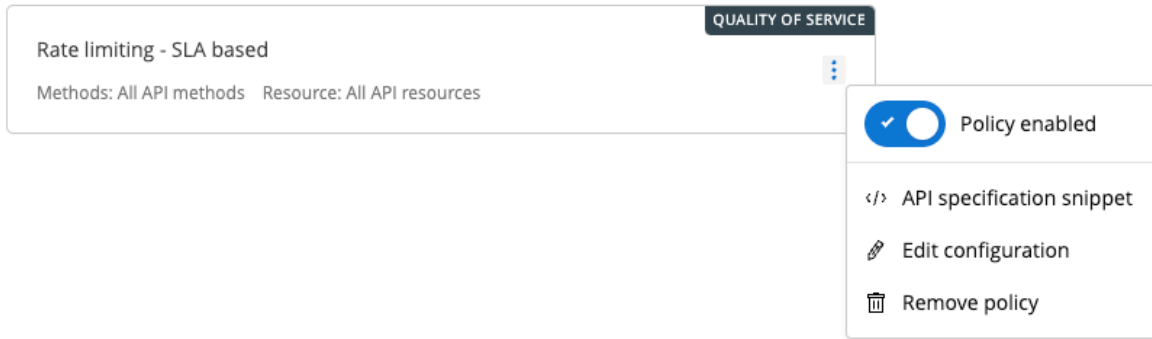 QUALITY OF SERVICE
Rate limiting - SLA based
Methods: All API methods Resource: All API resources
Policy enabled
</> API specification snippet
Edit configuration
Remove policy